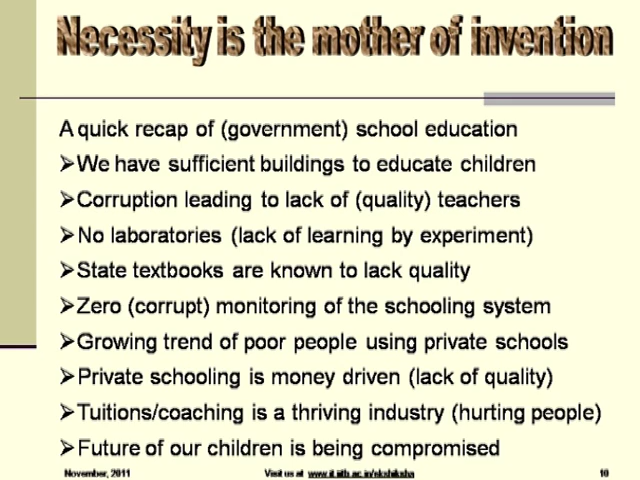 Necessity is the mother of invention
A quick recap of (government) school education
➢We have sufficient buildings to educate children
➢Corruption leading to lack of (quality) teachers
➢No laboratories (lack of learning by experiment)
➢State textbooks are known to lack quality
➢Zero (corrupt) monitoring of the schooling system
➢Growing trend of poor people using private schools
➢Private schooling is money driven (lack of quality)
➢Tuitions/coaching is a thriving industry (hurting people)
➢Future of our children is being compromised
November, 2011 Visit us at www.it.iitb.ac.in/ekshiksha 10